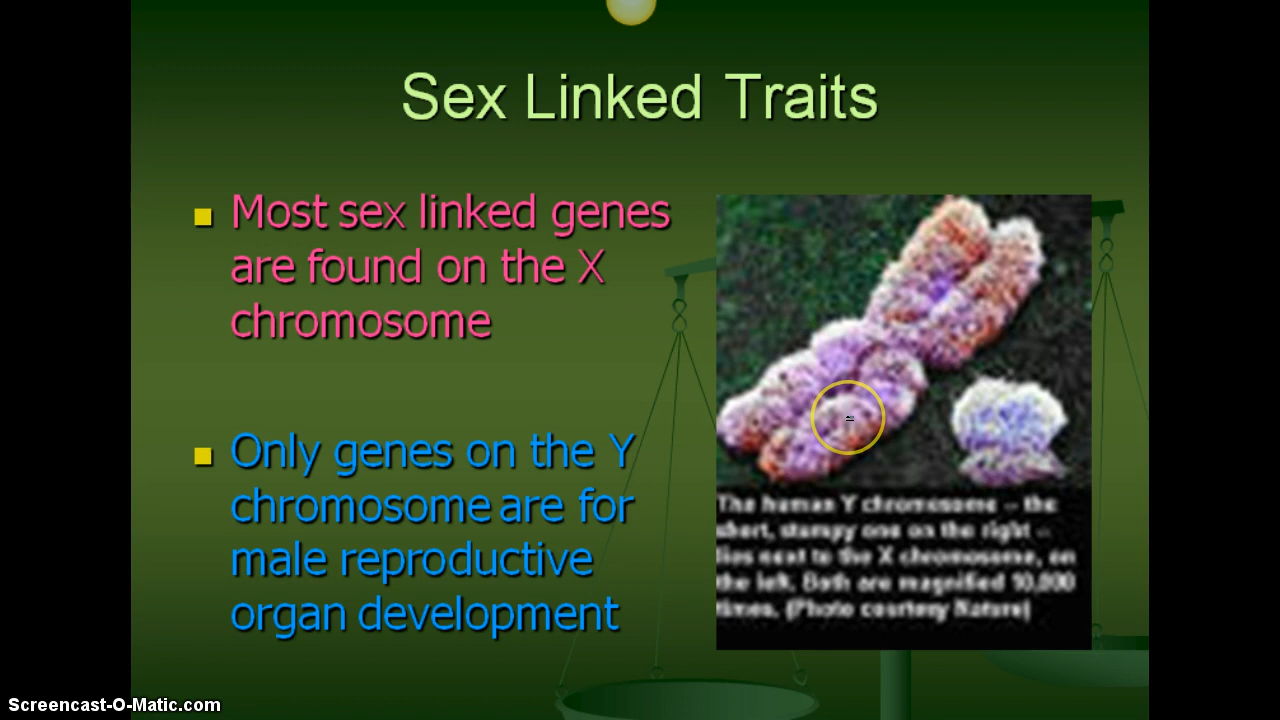 Sex Linked Traits
Most sex linked genes
are found on the X
chromosome
Only genes on the Y
chromosome are for
male reproductive
organ development
The human Y chromosome -- the
short, stumpy one on the right --
lies next to the X chromosome, on
the left. Both are magnified 10,000
times. (Photo courtesy Nature)
Screencast-O-Matic.com